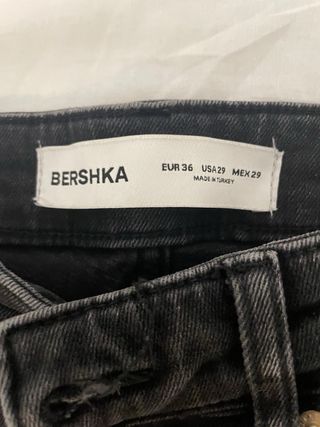 BERSHKA
EUR 36 USA 29 MEX 29
MADE IN TURKEY